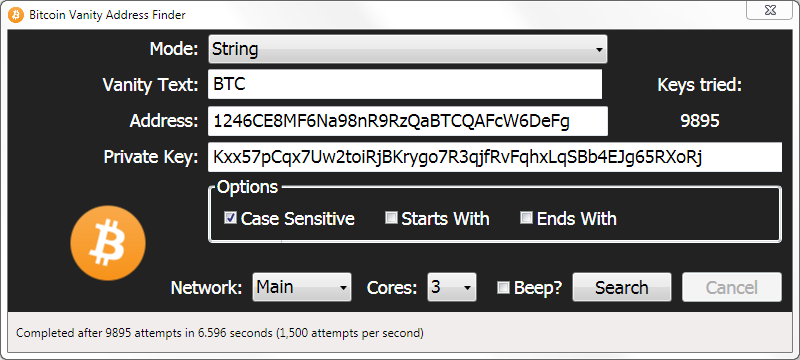 Bitcoin Vanity Address Finder
Mode: String
Vanity Text: BTC Keys tried:
Address: 1246CE8MF6Na98nR9RzQaBTCQAFcW6DeFg 9895
Private Key: Kxx57pCqx7Uw2toiRjBKrygo7R3qjfRvFqhxLqSBb4EJg65RXoRj
Options
Case Sensitive Starts With Ends With
Network: Main Cores: 3 Beep? Search Cancel
Completed after 9895 attempts in 6.596 seconds (1,500 attempts per second)